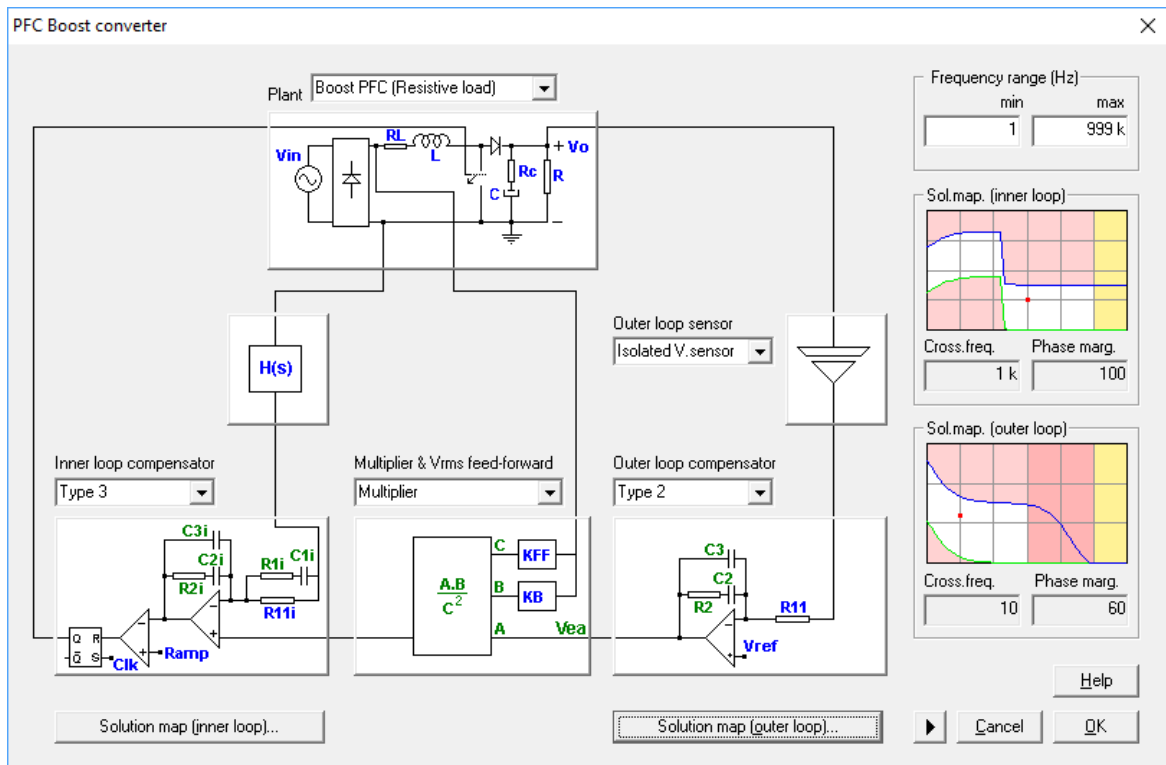 PFC Boost converter
Plant
Boost PFC (Resistive load)
Vin
RL
L
Rc
C
+ Vo
R
−
H(s)
Outer loop sensor
Isolated V.sensor
Inner loop compensator
Type 3
C3i
C2i
R2i
R1i
C1i
R11i
Q R
Q̅ S
Clk
Ramp
Multiplier & Vrms feed-forward
Multiplier
A.B
C²
C
KFF
B
KB
A
Vea
Outer loop compensator
Type 2
C3
C2
R2
R11
Vref
Solution map (inner loop)...
Solution map (outer loop)...
Frequency range (Hz)
min max
1 999 k
Sol.map. (inner loop)
Cross.freq. Phase marg.
1 k 100
Sol.map. (outer loop)
Cross.freq. Phase marg.
10 60
Help
Cancel
OK